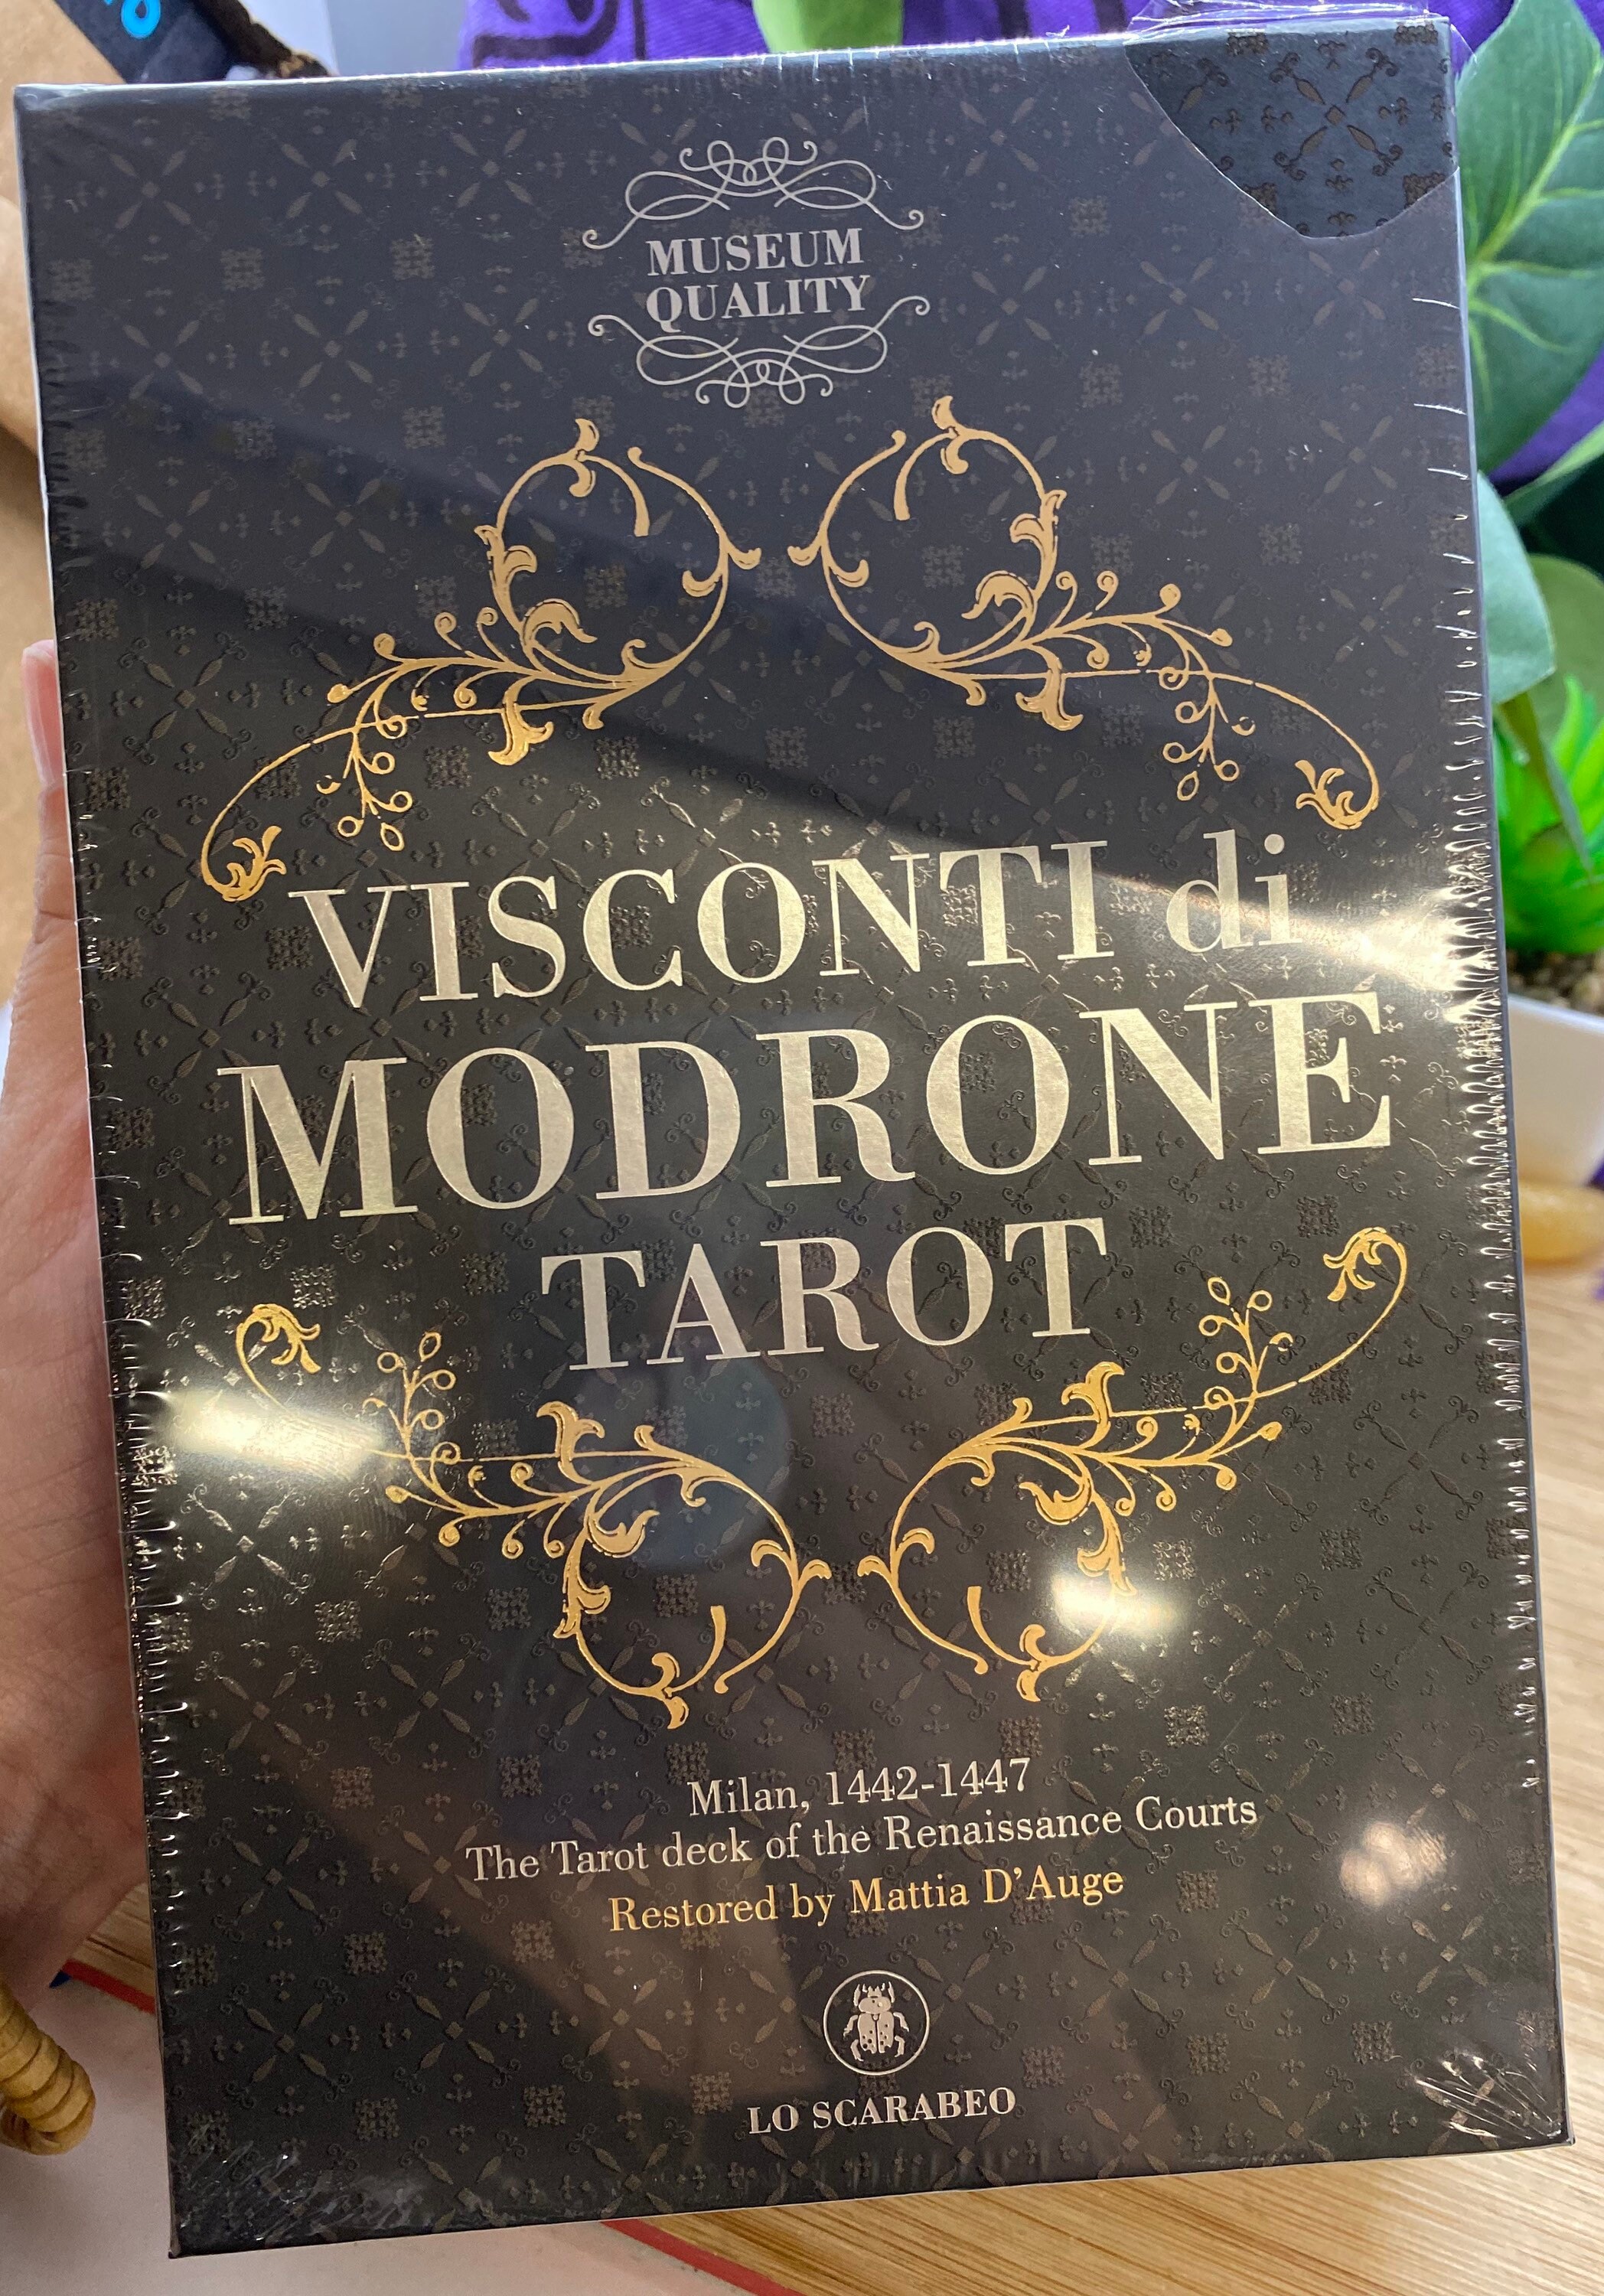 MUSEUM
QUALITY
VISCONTI di
MODRONE
TAROT
Milan, 1442-1447
The Tarot deck of the Renaissance Courts
Restored by Mattia D'Auge
LO SCARABEO